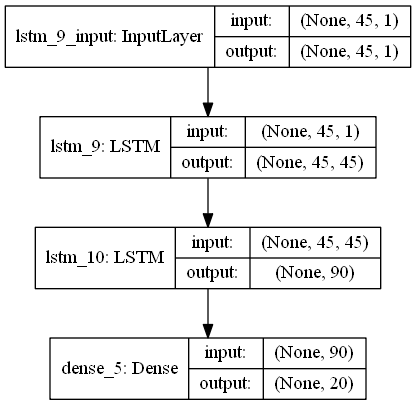 lstm_9_input: InputLayer
input: (None, 45, 1)
output: (None, 45, 1)
lstm_9: LSTM
input: (None, 45, 1)
output: (None, 45, 45)
lstm_10: LSTM
input: (None, 45, 45)
output: (None, 90)
dense_5: Dense
input: (None, 90)
output: (None, 20)